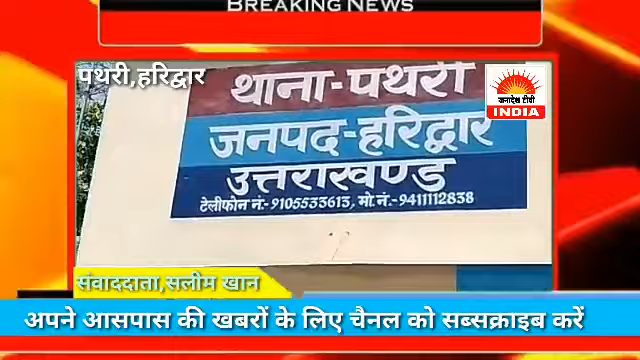 BREAKING NEWS
पथरी,हरिद्वार
थाना-पथरी
जनादेश टीवी
INDIA
जनपद-हरिद्वार
उत्तराखण्ड
टेलीफोन नं.-9105533613, मो.नं.-9411112838
संवाददाता,सलीम खान
अपने आसपास की खबरों के लिए चैनल को सब्सक्राइब करें